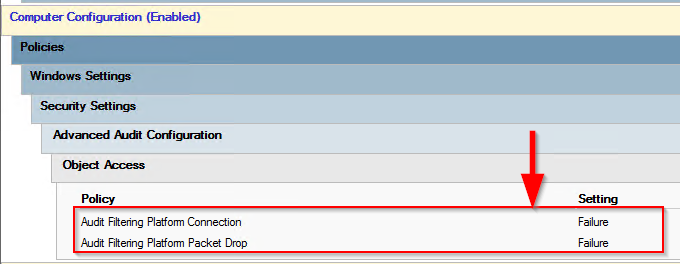 Computer Configuration (Enabled)
Policies
Windows Settings
Security Settings
Advanced Audit Configuration
Object Access
Policy Setting
Audit Filtering Platform Connection Failure
Audit Filtering Platform Packet Drop Failure